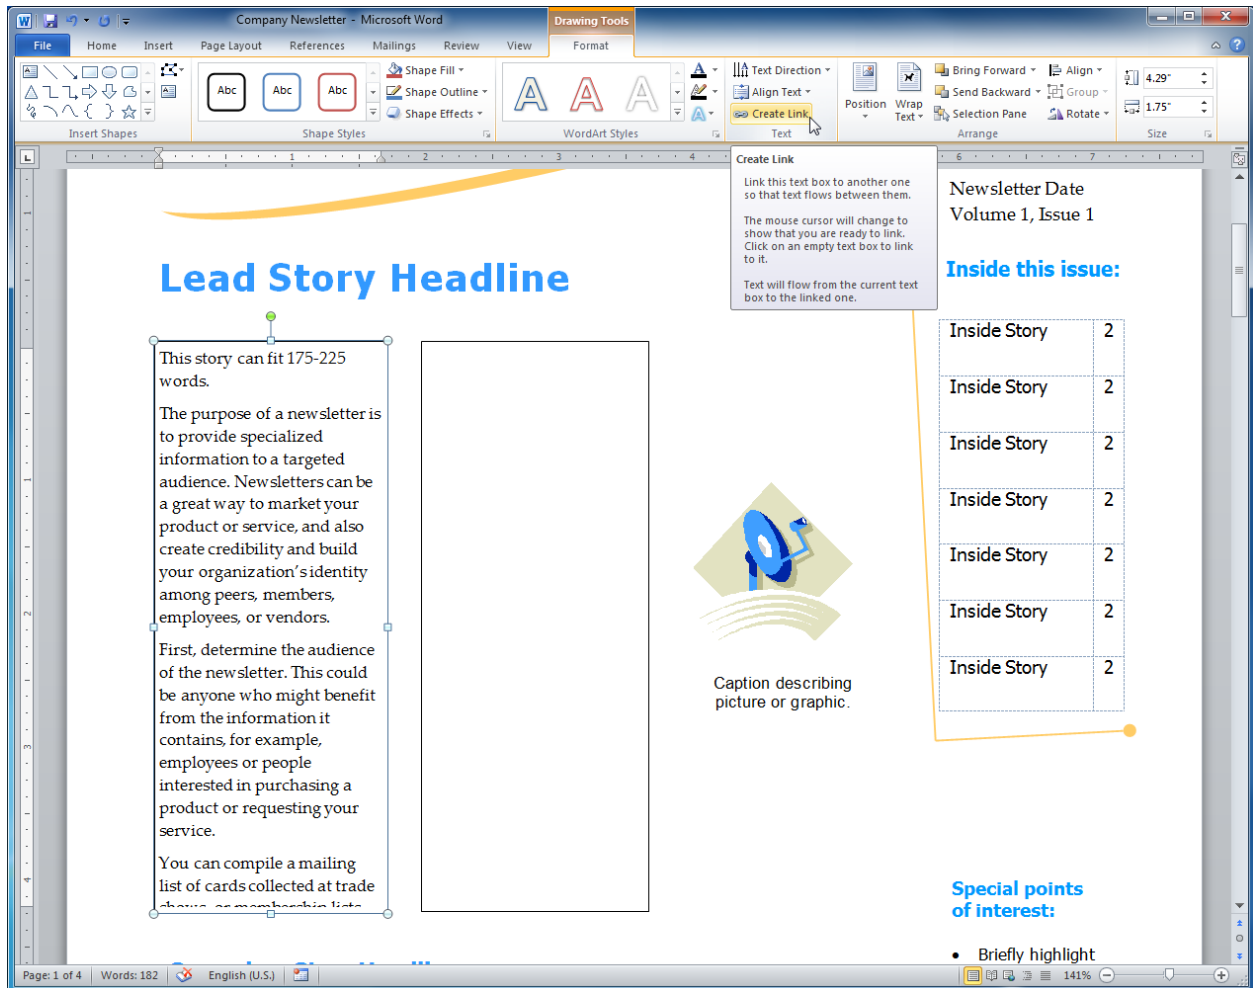 Company Newsletter - Microsoft Word
Drawing Tools
File Home Insert Page Layout References Mailings Review View Format
Abc Abc Abc
Shape Fill
Shape Outline
Shape Effects
A A A
A
A
Text Direction
Align Text
Create Link
Position
Wrap
Text
Bring Forward
Send Backward
Selection Pane
Align
Group
Rotate
4.29"
1.75"
Insert Shapes Shape Styles WordArt Styles Text Arrange Size
L
1 2 3 4 6 7
Create Link
Link this text box to another one
so that text flows between them.
The mouse cursor will change to
show that you are ready to link.
Click on an empty text box to link
to it.
Text will flow from the current text
box to the linked one.
Newsletter Date
Volume 1, Issue 1
Lead Story Headline
Inside this issue:
This story can fit 175-225
words.
The purpose of a newsletter is
to provide specialized
information to a targeted
audience. Newsletters can be
a great way to market your
product or service, and also
create credibility and build
your organization's identity
among peers, members,
employees, or vendors.
First, determine the audience
of the newsletter. This could
be anyone who might benefit
from the information it
contains, for example,
employees or people
interested in purchasing a
product or requesting your
service.
You can compile a mailing
list of cards collected at trade
shows, or membership lists
Caption describing
picture or graphic.
Inside Story 2
Inside Story 2
Inside Story 2
Inside Story 2
Inside Story 2
Inside Story 2
Inside Story 2
Special points
of interest:
• Briefly highlight
Page: 1 of 4 Words: 182 English (U.S.) 141%